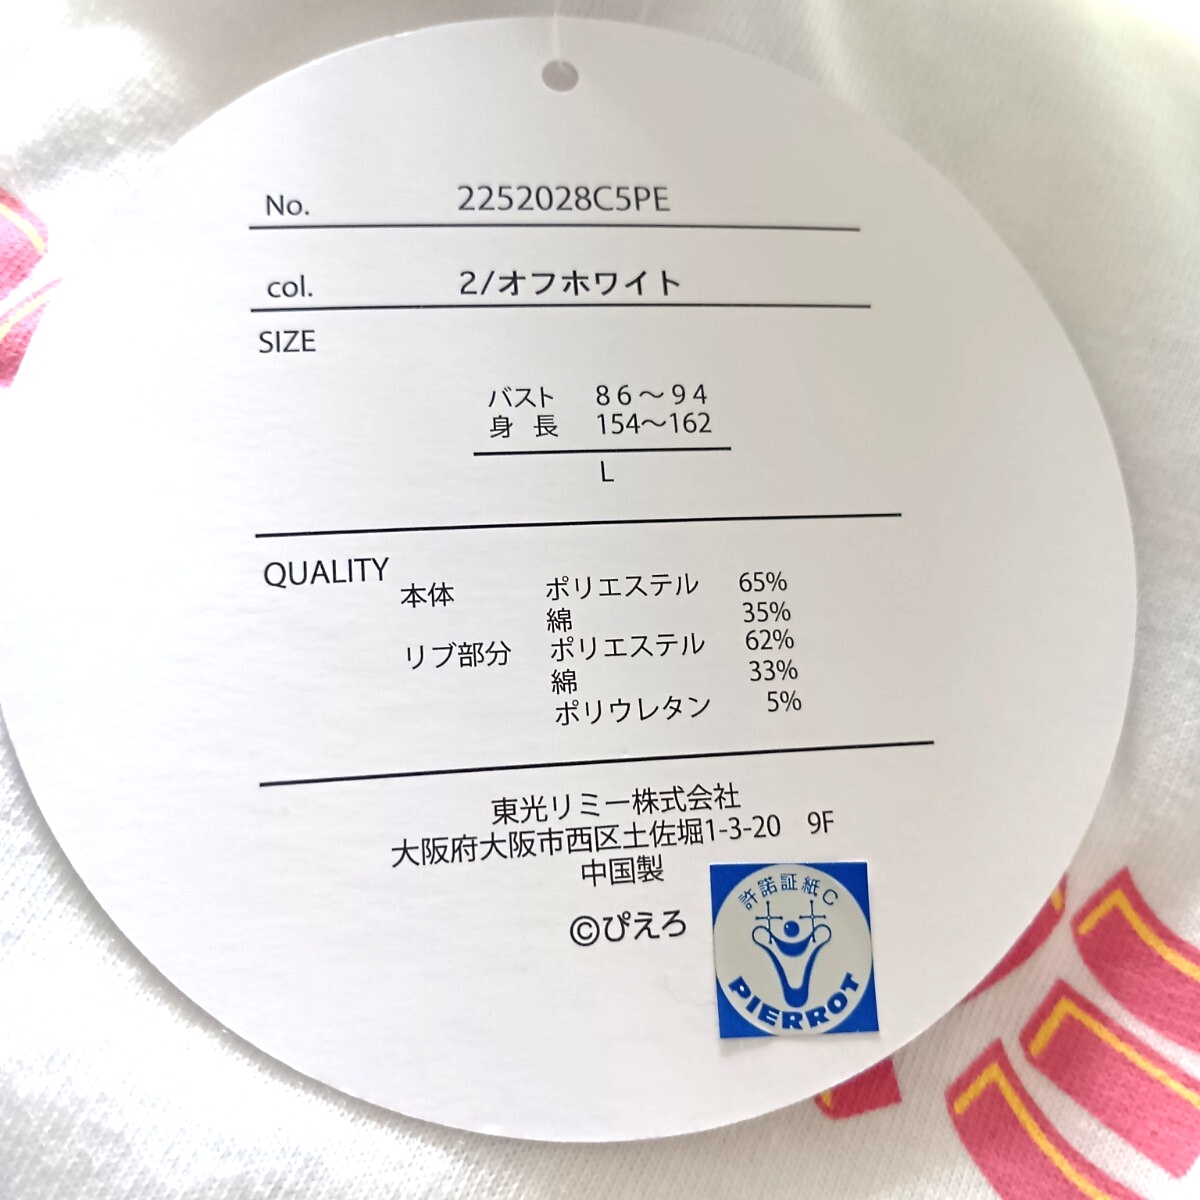 No. 2252028C5PE
col. 2/オフホワイト
SIZE
バスト 86〜94
身長 154〜162
L
QUALITY
本体 ポリエステル 65%
綿 35%
リブ部分 ポリエステル 62%
綿 33%
ポリウレタン 5%
東光リミー株式会社
大阪府大阪市西区土佐堀1-3-20 9F
中国製
©ぴえろ
許諾証紙C
PIERROT